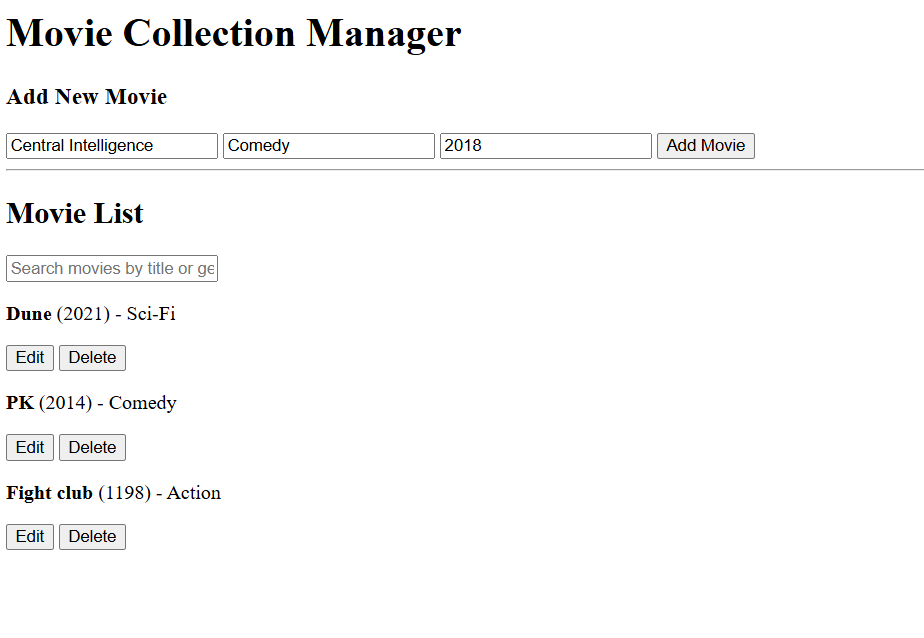 Movie Collection Manager
Add New Movie
Central Intelligence Comedy 2018 Add Movie
Movie List
Search movies by title or ge
Dune (2021) - Sci-Fi
Edit Delete
PK (2014) - Comedy
Edit Delete
Fight club (1198) - Action
Edit Delete